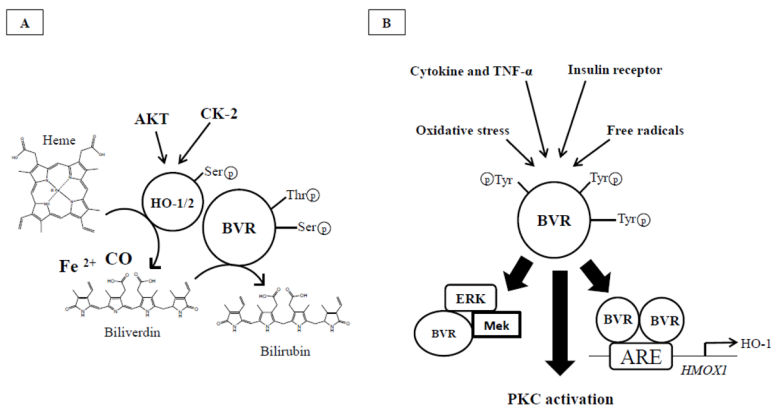 A
Heme
AKT
CK-2
Ser p
HO-1/2
Thr p
BVR
Ser p
Fe 2+ CO
Biliverdin
Bilirubin
B
Cytokine and TNF-α
Insulin receptor
Oxidative stress
Free radicals
p Tyr
Tyr p
BVR
Tyr p
ERK
BVR
Mek
BVR BVR
ARE
HO-1
HMOX1
PKC activation